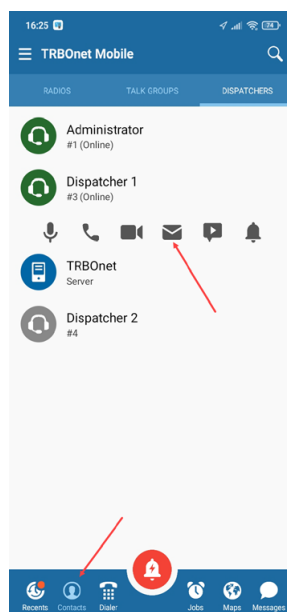 16:25
TRBOnet Mobile
RADIOS TALK GROUPS DISPATCHERS
Administrator
#1 (Online)
Dispatcher 1
#3 (Online)
TRBOnet
Server
Dispatcher 2
#4
Recents Contacts Dialer Jobs Maps Messages